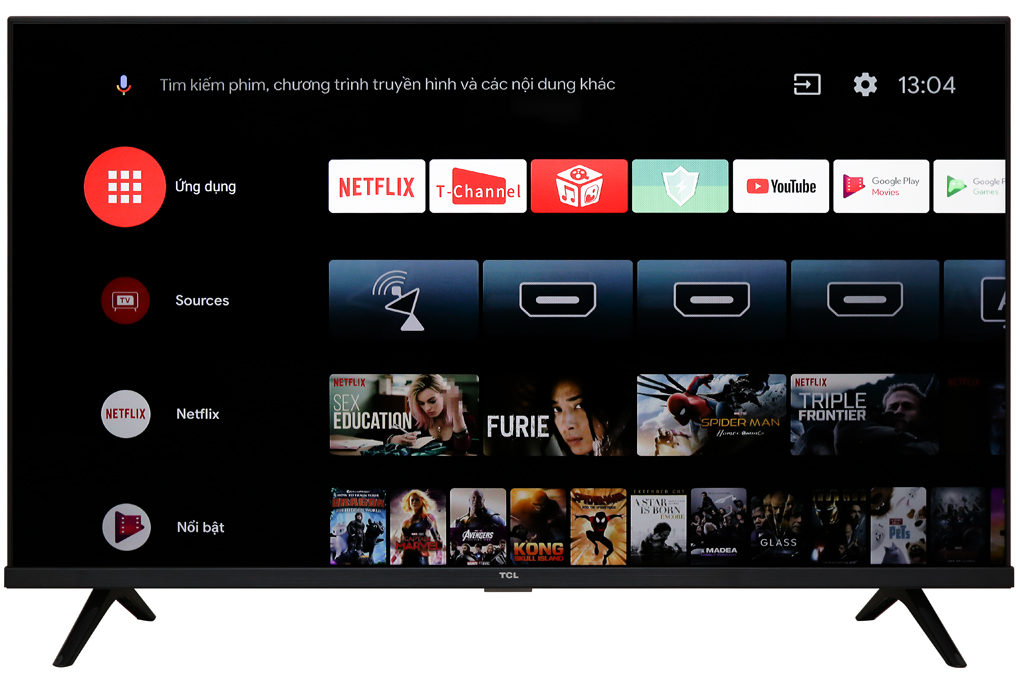 Tìm kiếm phim, chương trình truyền hình và các nội dung khác
13:04
Ứng dụng
NETFLIX
T-Channel
YouTube
Google Play
Movies
Google P
Games
Sources
TV
NETFLIX
Netflix
NETFLIX
SEX
EDUCATION
FURIE
SPIDER MAN
NETFLIX
TRIPLE
FRONTIER
NETFLIX
Nổi bật
DRAGON
MARVEL
AVENGERS
KONG
SKULL ISLAND
A STAR
IS BORN
ENCORE
MADEA
GLASS
PETS
TCL